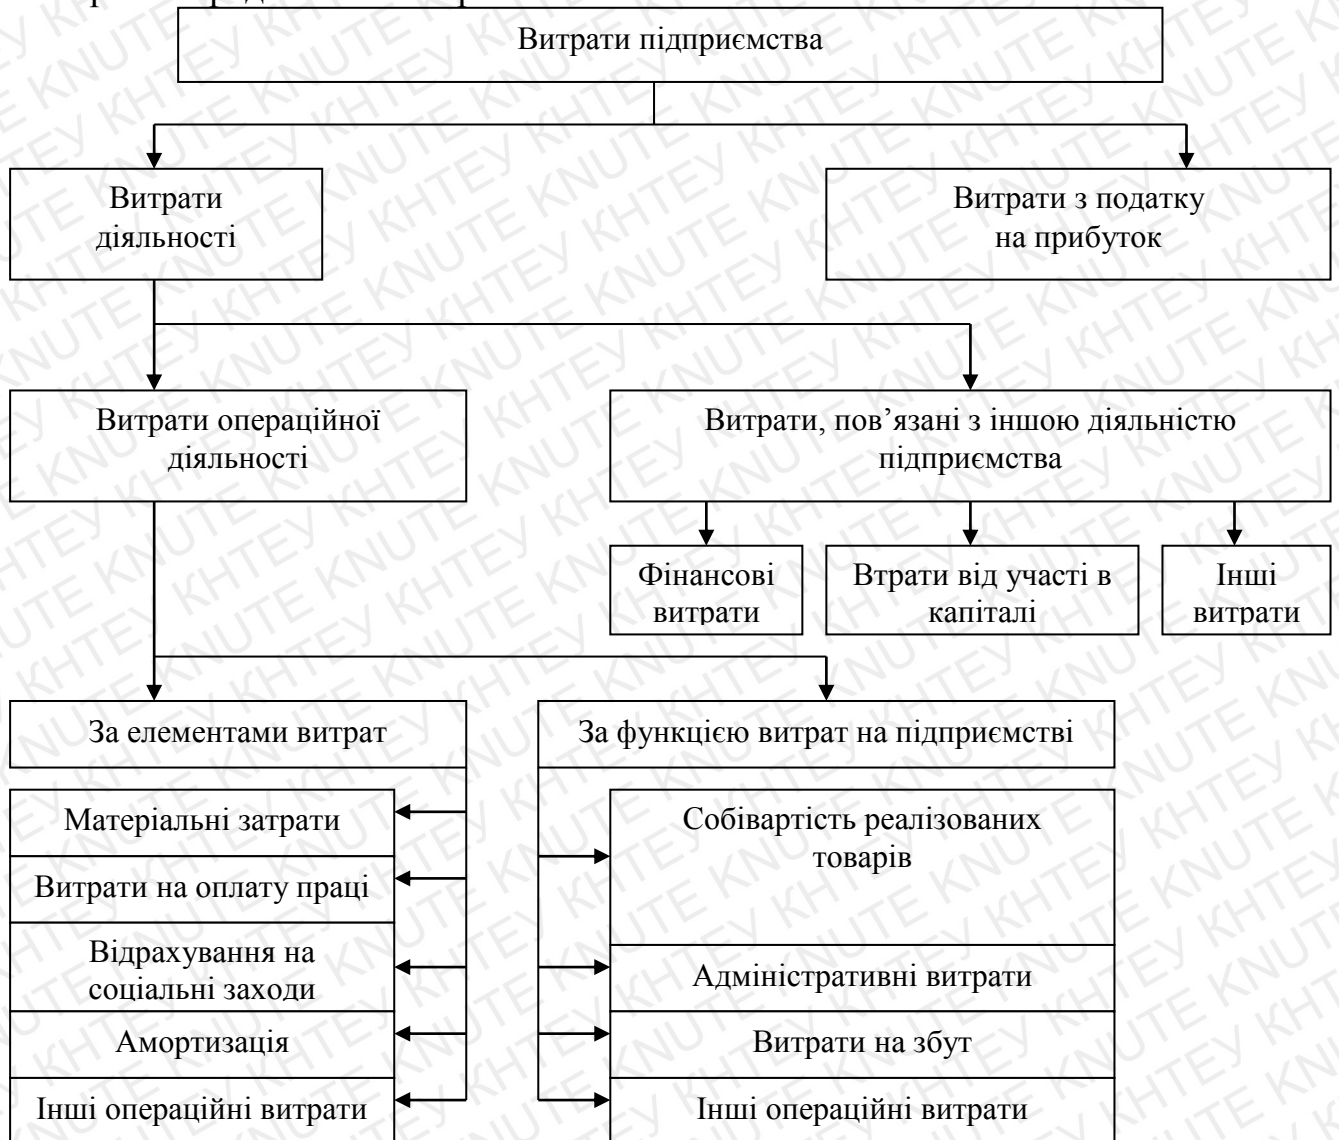 Витрати підприємства
Витрати
діяльності
Витрати з податку
на прибуток
Витрати операційної
діяльності
Витрати, пов’язані з іншою діяльністю
підприємства
Фінансові
витрати
Втрати від участі в
капіталі
Інші
витрати
За елементами витрат
За функцією витрат на підприємстві
Матеріальні затрати
Витрати на оплату праці
Відрахування на
соціальні заходи
Амортизація
Інші операційні витрати
Собівартість реалізованих
товарів
Адміністративні витрати
Витрати на збут
Інші операційні витрати